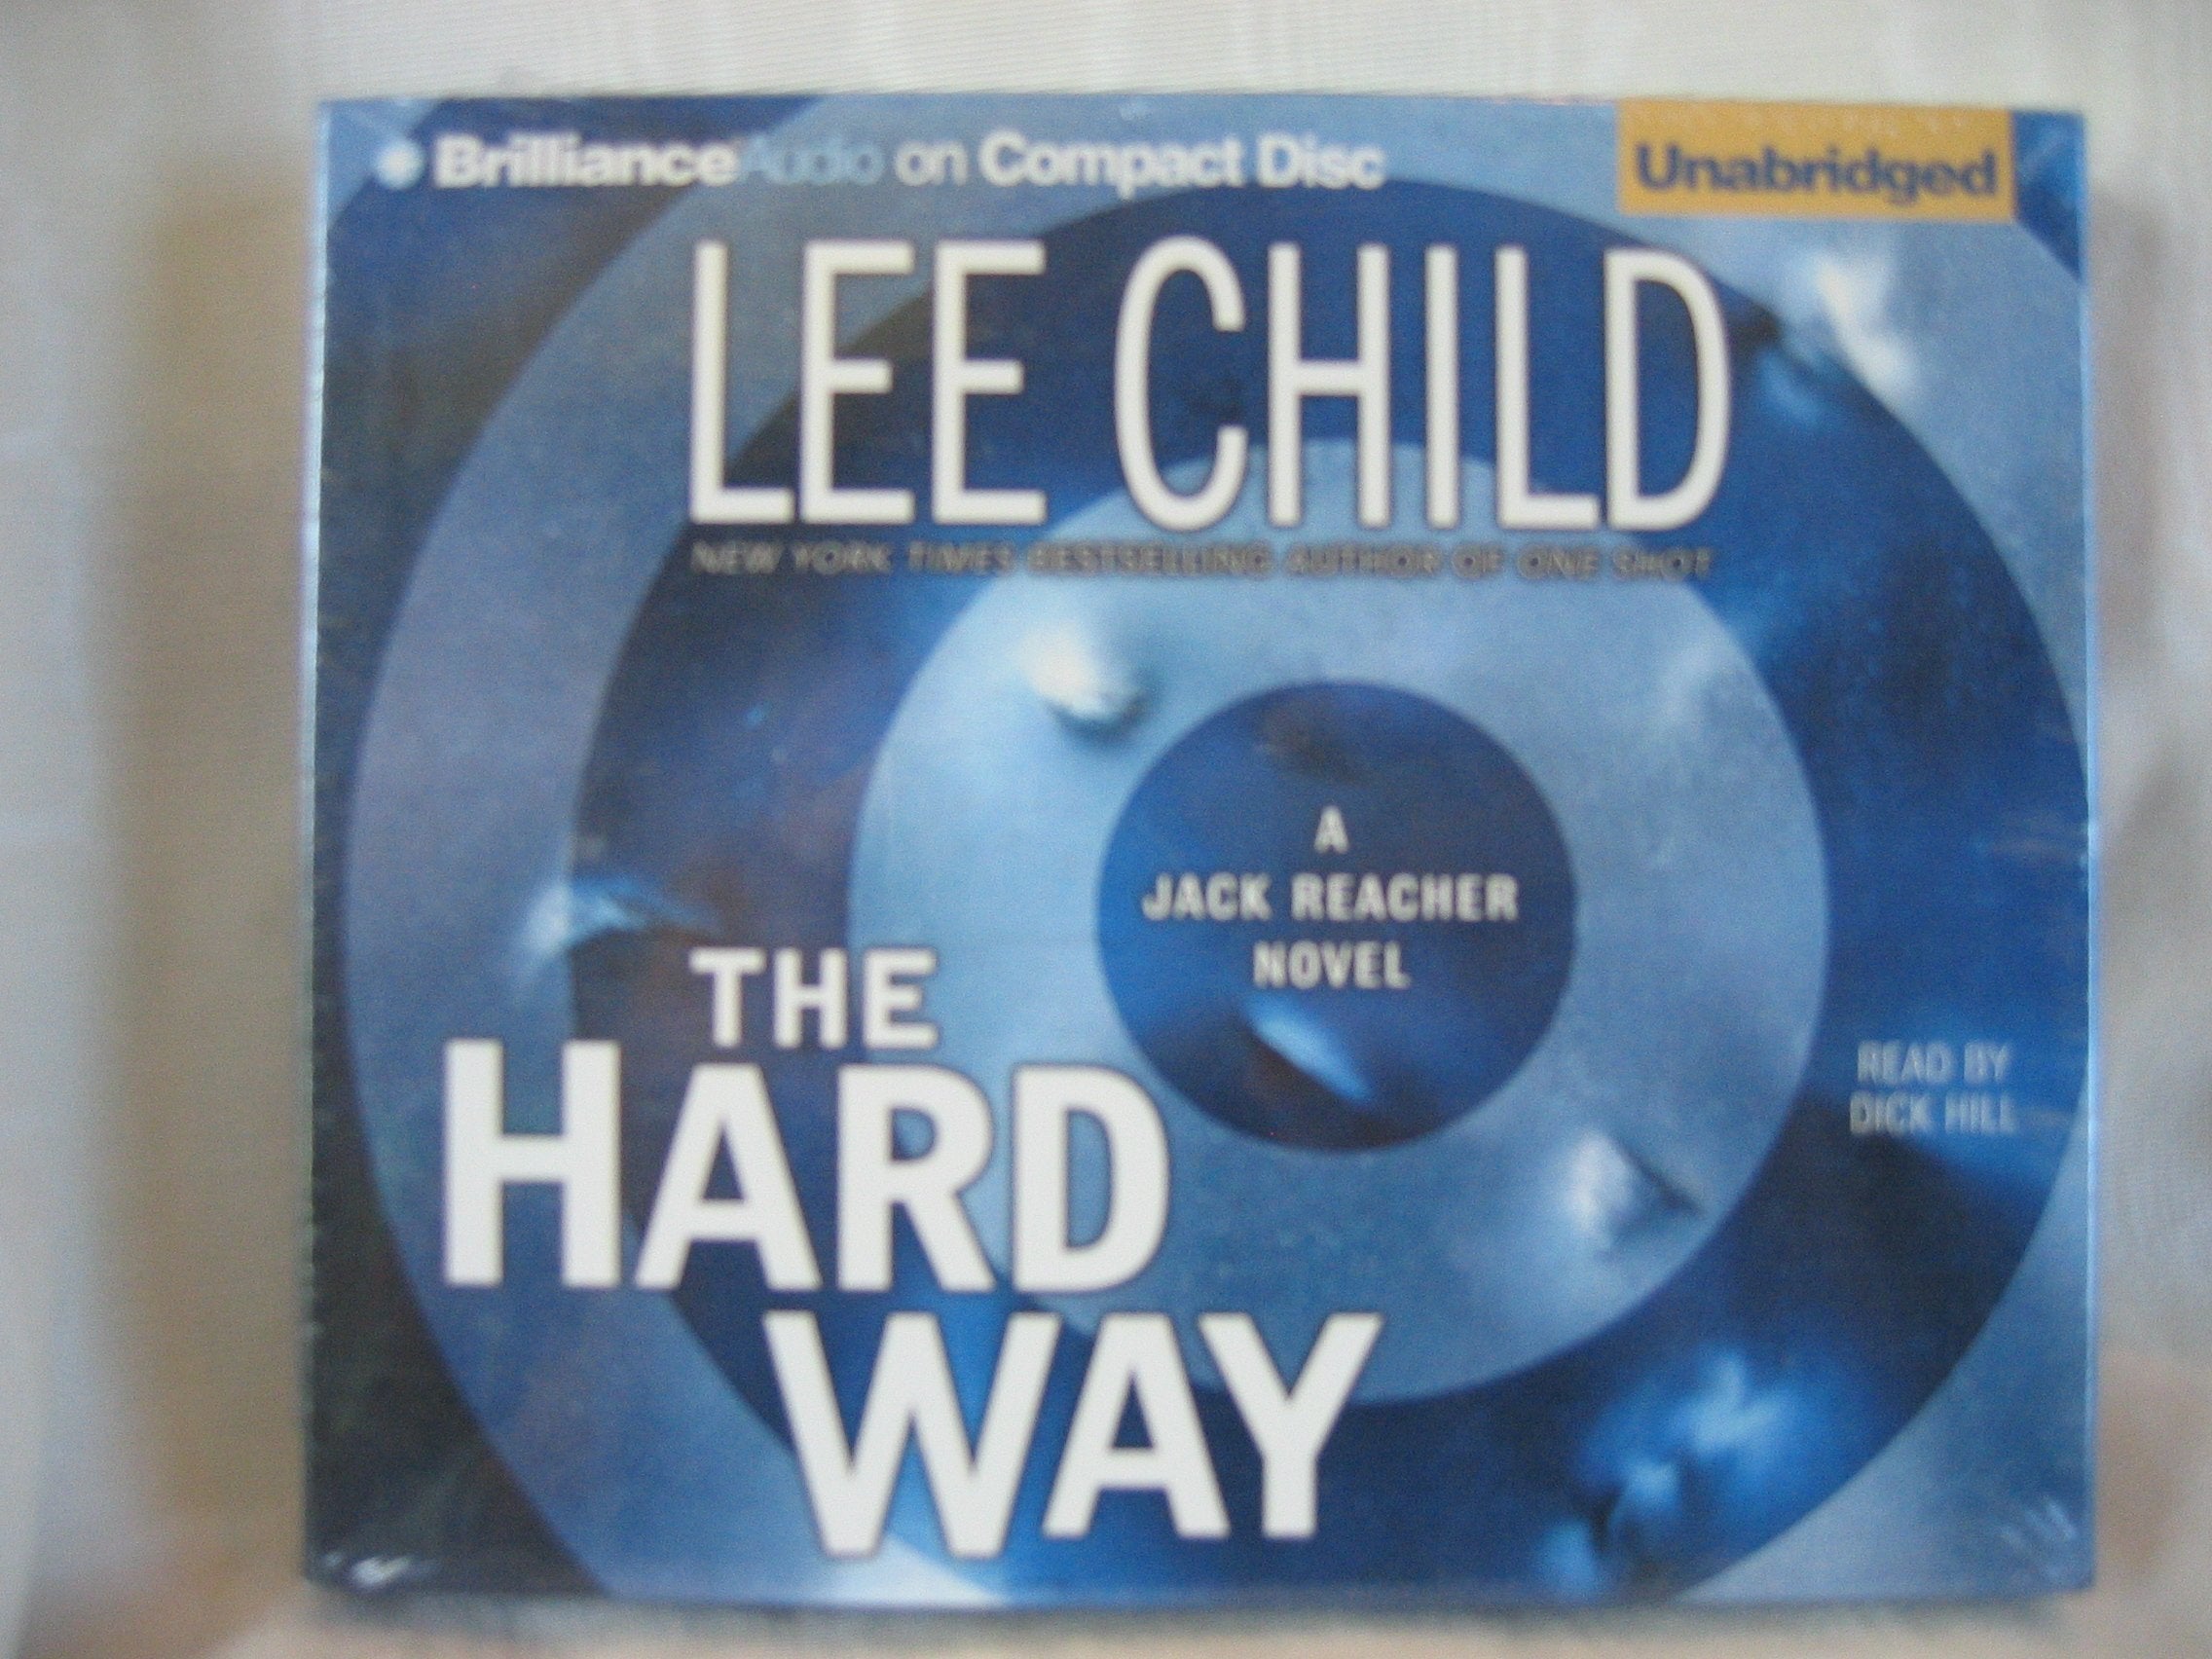 BrillianceAudio on Compact Disc
Unabridged
LEE CHILD
NEW YORK TIMES BESTSELLING AUTHOR OF ONE SHOT
A
JACK REACHER
NOVEL
THE
HARD
WAY
READ BY
DICK HILL